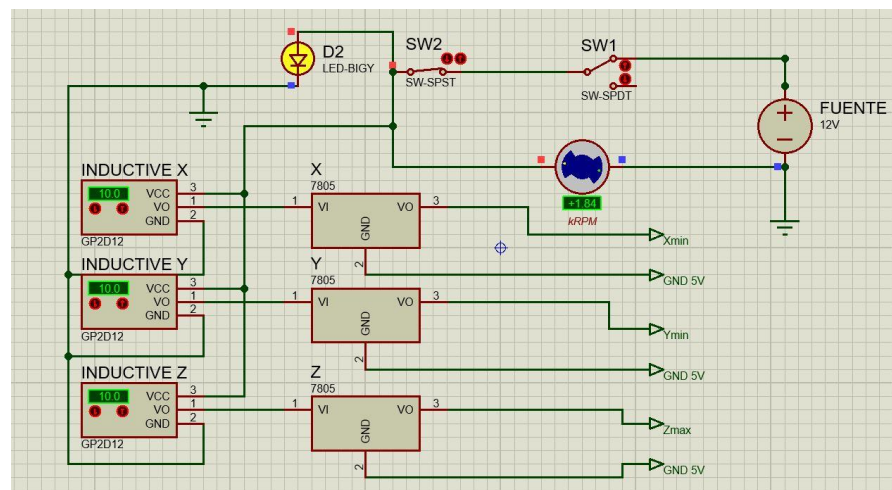 D2
LED-BIGY
SW2
SW-SPST
SW1
SW-SPDT
FUENTE
12V
+1.84
kRPM
INDUCTIVE X
10.0
VCC 3
VO 1
GND 2
GP2D12
X
7805
1 VI
VO 3
GND
2
Xmin
GND 5V
INDUCTIVE Y
10.0
VCC 3
VO 1
GND 2
GP2D12
Y
7805
1 VI
VO 3
GND
2
Ymin
GND 5V
INDUCTIVE Z
10.0
VCC 3
VO 1
GND 2
GP2D12
Z
7805
1 VI
VO 3
GND
2
Zmax
GND 5V